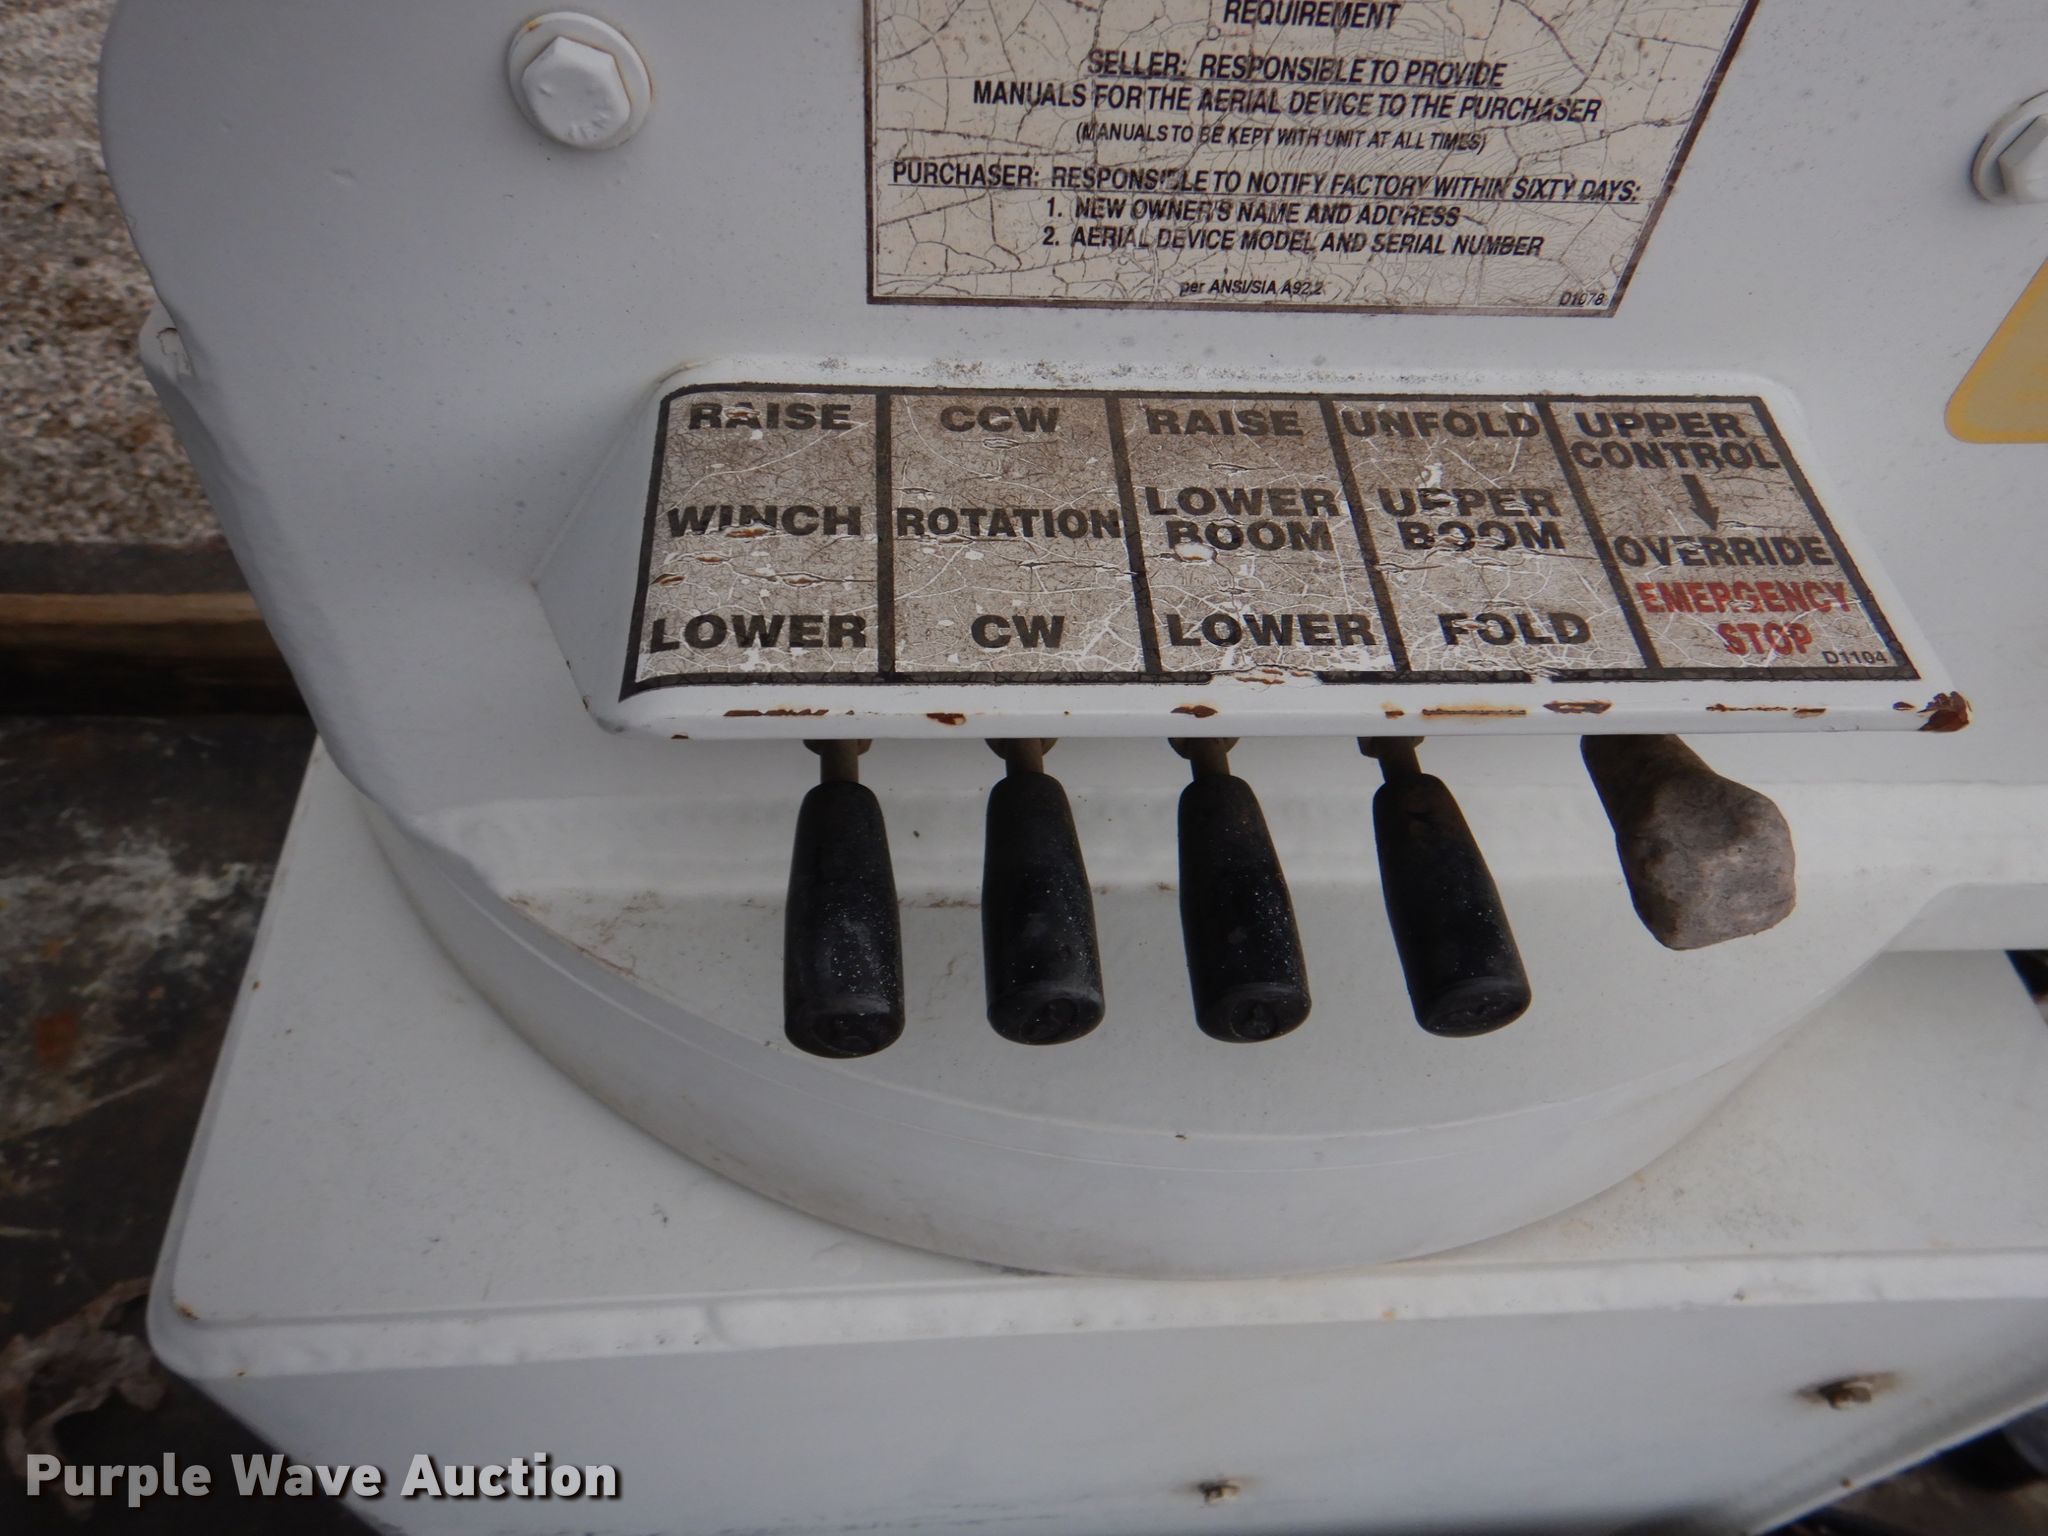 REQUIREMENT
SELLER: RESPONSIBLE TO PROVIDE
MANUALS FOR THE AERIAL DEVICE TO THE PURCHASER
(MANUALS TO BE KEPT WITH UNIT AT ALL TIMES)
PURCHASER: RESPONSIBLE TO NOTIFY FACTORY WITHIN SIXTY DAYS:
1. NEW OWNER'S NAME AND ADDRESS
2. AERIAL DEVICE MODEL AND SERIAL NUMBER
per ANSI/SIA A92.2
D1078
RAISE
WINCH
LOWER
CCW
ROTATION
CW
RAISE
LOWER
BOOM
LOWER
UNFOLD
UPPER
BOOM
FOLD
UPPER
CONTROL
OVERRIDE
EMERGENCY
STOP
D1104
Purple Wave Auction